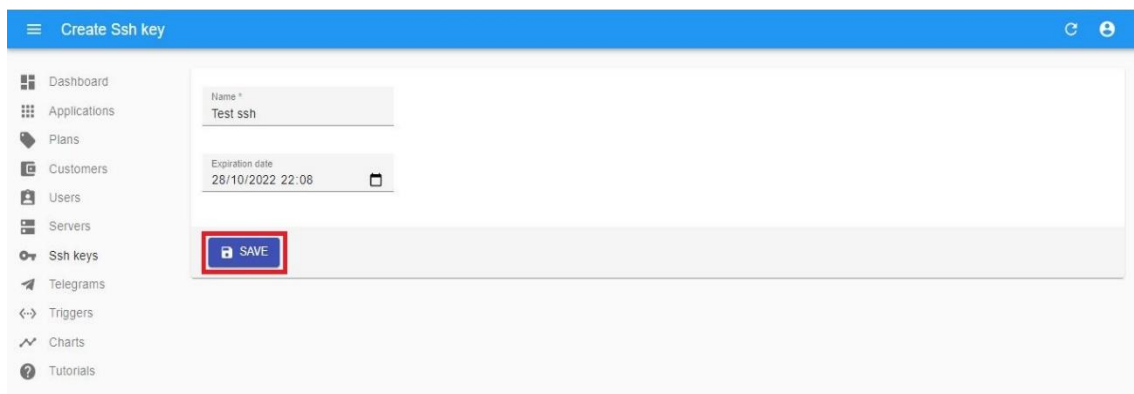 Create Ssh key
Dashboard
Applications
Plans
Customers
Users
Servers
Ssh keys
Telegrams
Triggers
Charts
Tutorials
Name *
Test ssh
Expiration date
28/10/2022 22:08
SAVE